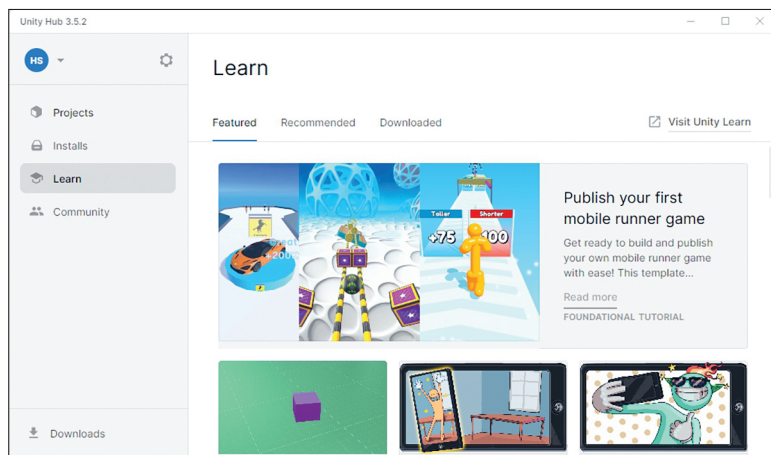 Unity Hub 3.5.2
HS
Projects
Installs
Learn
Community
Downloads
Learn
Featured Recommended Downloaded
Visit Unity Learn
Taller Shorter
+75 100
Publish your first
mobile runner game
Get ready to build and publish
your own mobile runner game
with ease! This template...
Read more
FOUNDATIONAL TUTORIAL